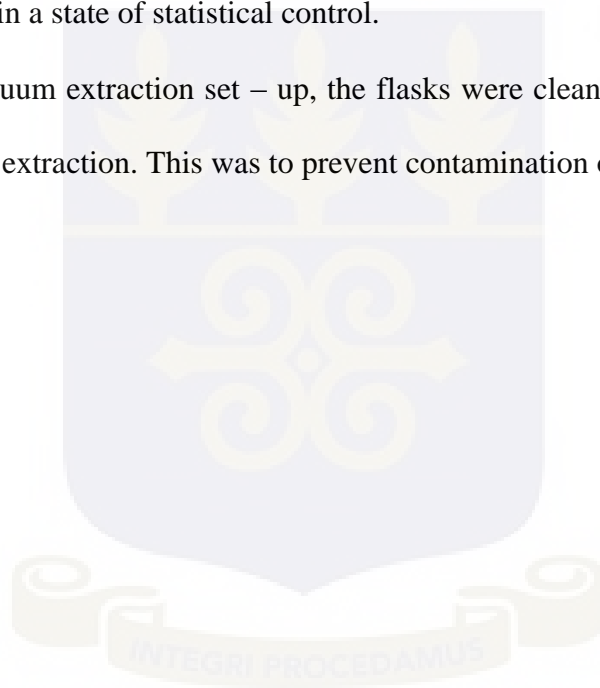 in a state of statistical control.
uum extraction set – up, the flasks were clean
extraction. This was to prevent contamination
INTEGRI PROCEDAMUS